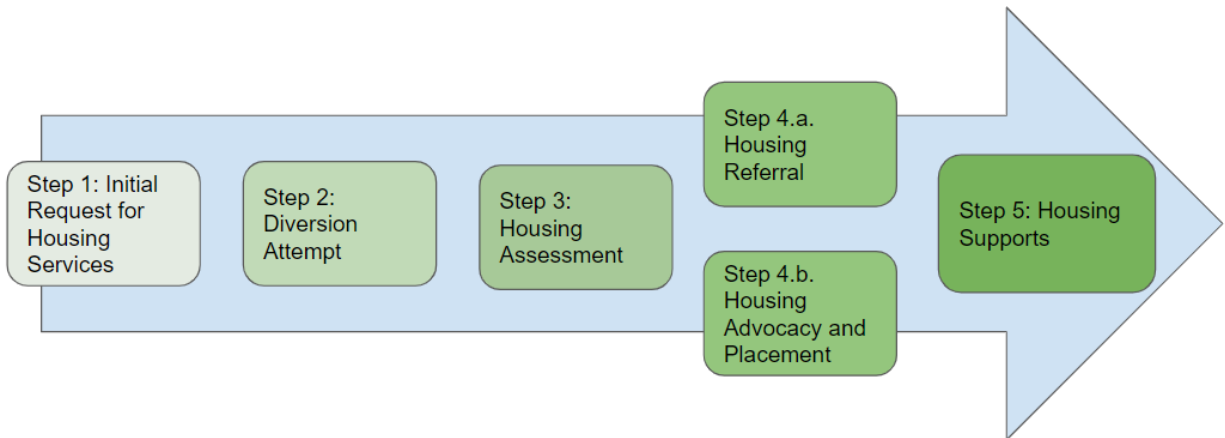 Step 1: Initial
Request for
Housing
Services
Step 2:
Diversion
Attempt
Step 3:
Housing
Assessment
Step 4.a.
Housing
Referral
Step 4.b.
Housing
Advocacy and
Placement
Step 5: Housing
Supports